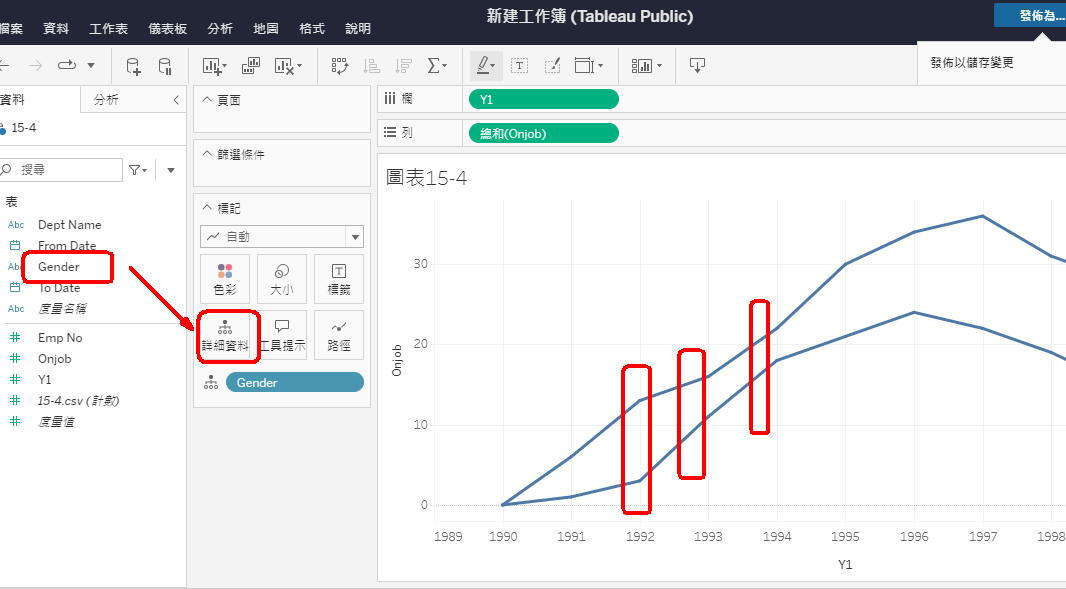 新建工作簿 (Tableau Public)
發佈為...
檔案 資料 工作表 儀表板 分析 地圖 格式 說明
發佈以儲存變更
資料 分析
15-4
搜尋
表
Abc Dept Name
From Date
Abc Gender
To Date
Abc 度量名稱
Emp No
Onjob
Y1
15-4.csv (計數)
度量值
頁面
篩選條件
標記
自動
色彩 大小 標籤
詳細資料 工具提示 路徑
Gender
欄 Y1
列 總和(Onjob)
圖表15-4
30
20
10
0
Onjob
1989 1990 1991 1992 1993 1994 1995 1996 1997 1998
Y1